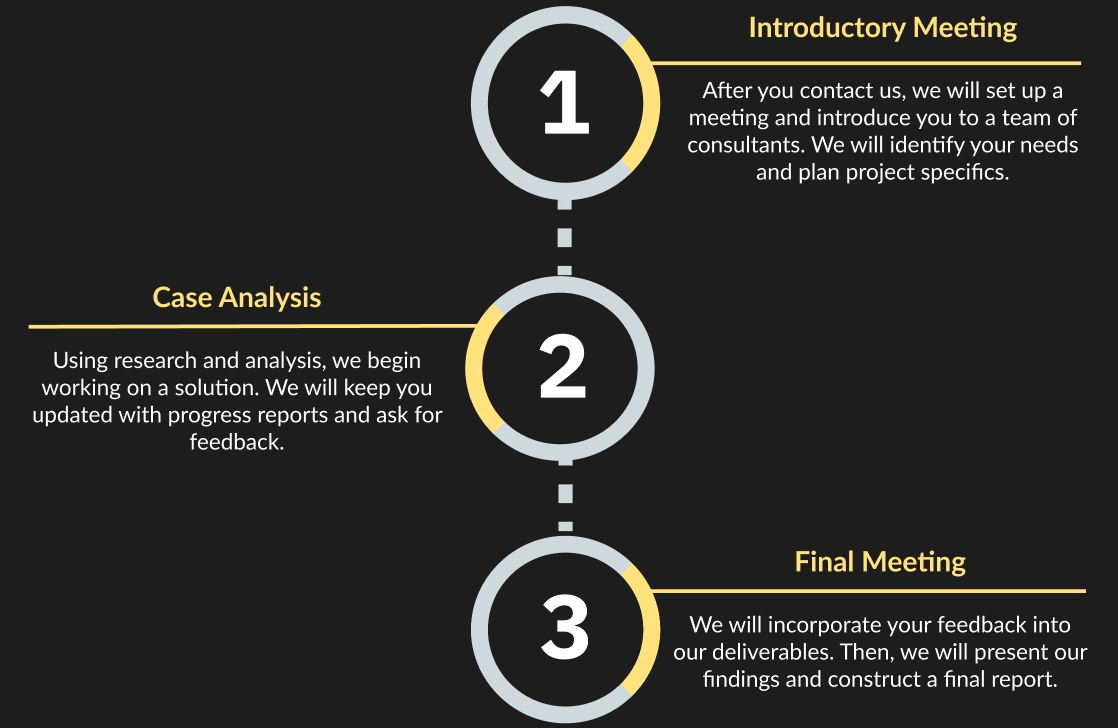 1
Introductory Meeting
After you contact us, we will set up a
meeting and introduce you to a team of
consultants. We will identify your needs
and plan project specifics.
2
Case Analysis
Using research and analysis, we begin
working on a solution. We will keep you
updated with progress reports and ask for
feedback.
3
Final Meeting
We will incorporate your feedback into
our deliverables. Then, we will present our
findings and construct a final report.